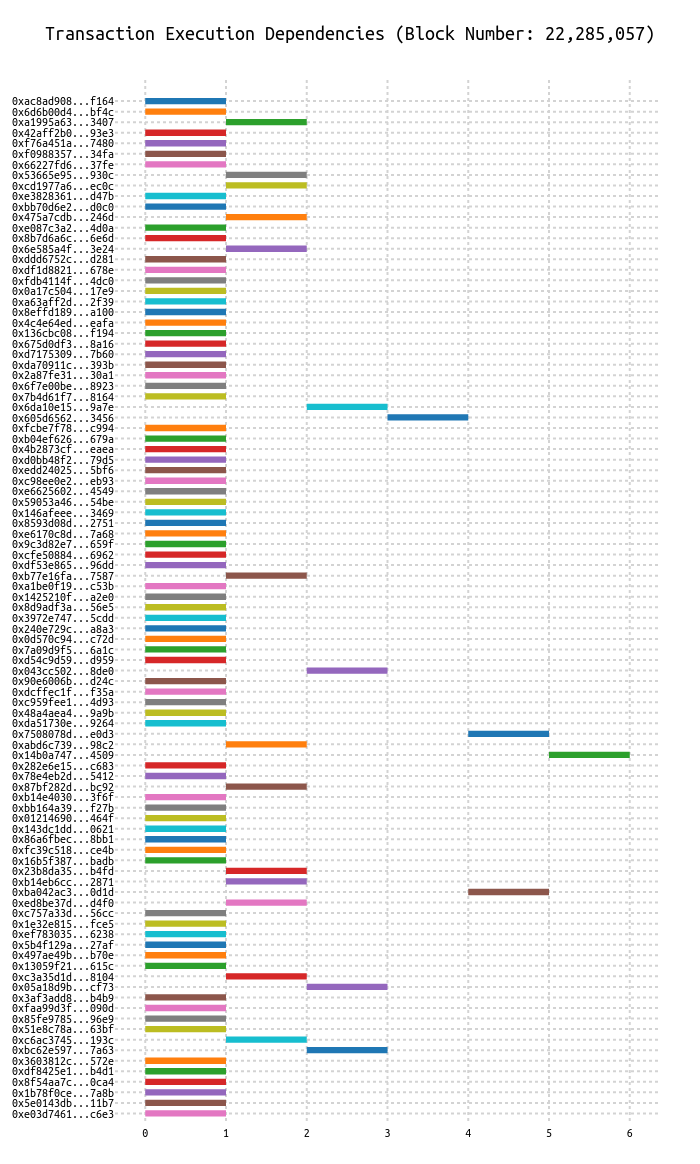 Transaction Execution Dependencies (Block Number: 22,285,057)
0xac8ad908...f164
0x6d6b00d4...bf4c
0xa1995a63...3407
0x42aff2b0...93e3
0xf76a451a...7480
0xf0988357...34fa
0x66227fd6...37fe
0x53665e95...930c
0xcd1977a6...ec0c
0xe3828361...d47b
0xbb70d6e2...d0c0
0x475a7cdb...246d
0xe087c3a2...4d0a
0x8b7d6a6c...6e6d
0x6e585a4f...3e24
0xddd6752c...d281
0xdf1d8821...678e
0xfdb4114f...4dc0
0x0a17c504...17e9
0xa63aff2d...2f39
0x8effd189...a100
0x4c4e64ed...eafa
0x136cbc08...f194
0x675d0df3...8a16
0xd7175309...7b60
0xda70911c...393b
0x2a87fe31...30a1
0x6f7e00be...8923
0x7b4d61f7...8164
0x6da10e15...9a7e
0x605d6562...3456
0xfcbe7f78...c994
0xb04ef626...679a
0x4b2873cf...eaea
0xd0bb48f2...79d5
0xedd24025...5bf6
0xc98ee0e2...eb93
0xe6625602...4549
0x59053a46...54be
0x146afeee...3469
0x8593d08d...2751
0xe6170c8d...7a68
0x9c3d82e7...659f
0xcfe50884...6962
0xdf53e865...96dd
0xb77e16fa...7587
0xa1be0f19...c53b
0x1425210f...a2e0
0x8d9adf3a...56e5
0x3972e747...5cdd
0x240e729c...a8a3
0x0d570c94...c72d
0x7a09d9f5...6a1c
0xd54c9d59...d959
0x043cc502...8de0
0x90e6006b...d24c
0xdcffec1f...f35a
0xc959fee1...4d93
0x48a4aea4...9a9b
0xda51730e...9264
0x7508078d...e0d3
0xabd6c739...98c2
0x14b0a747...4509
0x282e6e15...c683
0x78e4eb2d...5412
0x87bf282d...bc92
0xb14e4030...3f6f
0xbb164a39...f27b
0x01214690...464f
0x143dc1dd...0621
0x86a6fbec...8bb1
0xfc39c518...ce4b
0x16b5f387...badb
0x23b8da35...b4fd
0xb14eb6cc...2871
0xba042ac3...0d1d
0xed8be37d...d4f0
0xc757a33d...56cc
0x1e32e815...fce5
0xef783035...6238
0x5b4f129a...27af
0x497ae49b...b70e
0x13059f21...615c
0xc3a35d1d...8104
0x05a18d9b...cf73
0x3af3add8...b4b9
0xfaa99d3f...090d
0x85fe9785...96e9
0x51e8c78a...63bf
0xc6ac3745...193c
0xbc62e597...7a63
0x3603812c...572e
0xdf8425e1...b4d1
0x8f54aa7c...0ca4
0x1b78f0ce...7a8b
0x5e0143db...11b7
0xe03d7461...c6e3
0 1 2 3 4 5 6